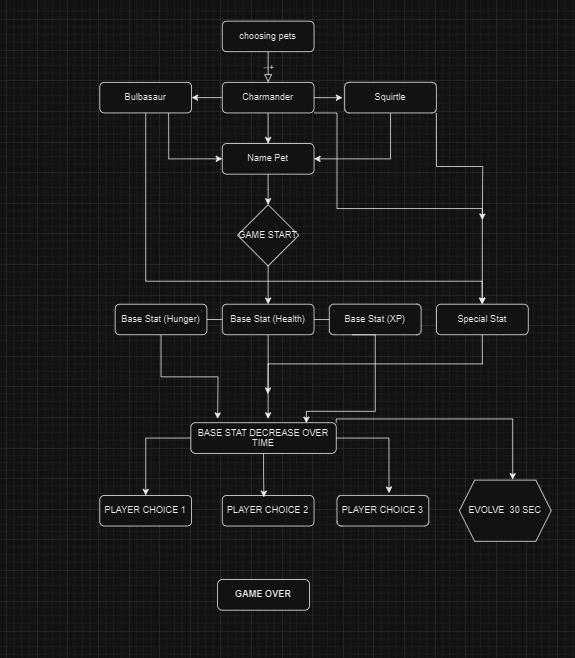 choosing pets
Bulbasaur
Charmander
Squirtle
Name Pet
GAME START
Base Stat (Hunger)
Base Stat (Health)
Base Stat (XP)
Special Stat
BASE STAT DECREASE OVER
TIME
PLAYER CHOICE 1
PLAYER CHOICE 2
PLAYER CHOICE 3
EVOLVE 30 SEC
GAME OVER